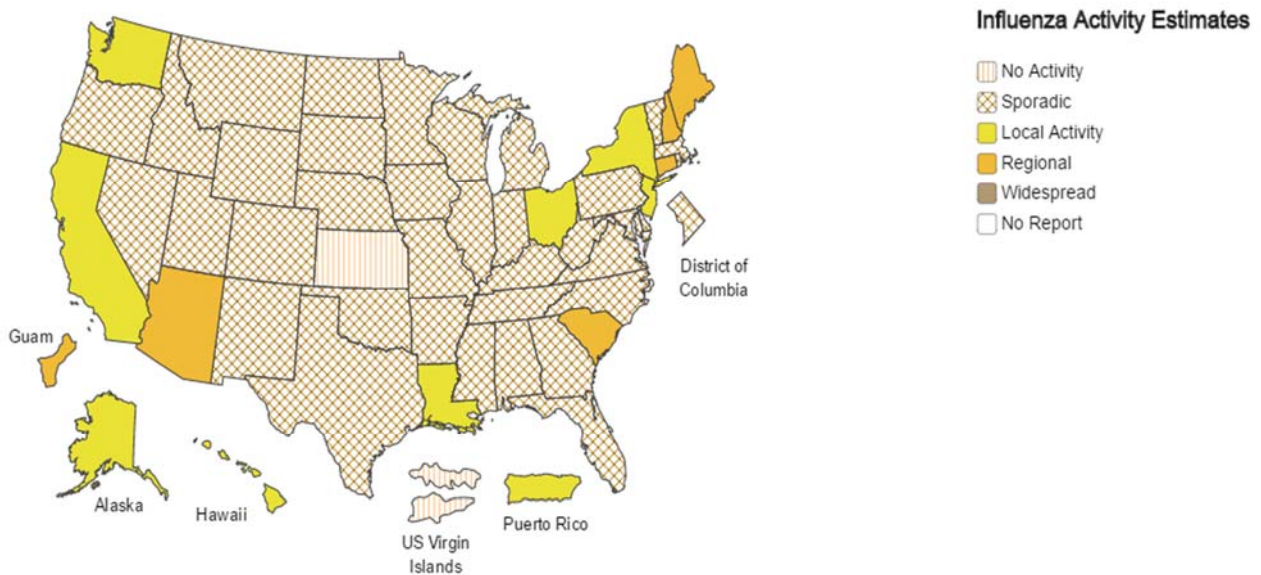 Influenza Activity Estimates
No Activity
Sporadic
Local Activity
Regional
Widespread
No Report
District of
Columbia
Guam
Alaska
Hawaii
US Virgin
Islands
Puerto Rico